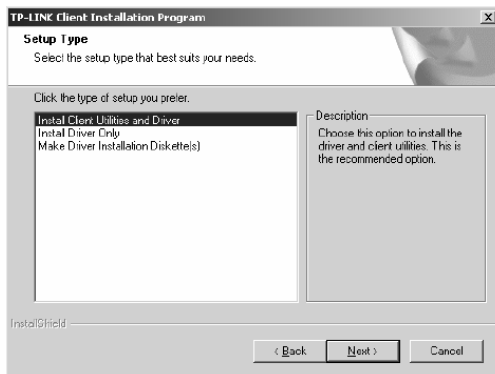 TP-LINK Client Installation Program
Setup Type
Select the setup type that best suits your needs.
Click the type of setup you prefer.
Install Client Utilities and Driver
Install Driver Only
Make Driver Installation Diskette(s)
Description
Choose this option to install the
driver and client utilities. This is
the recommended option.
InstallShield
< Back
Next >
Cancel